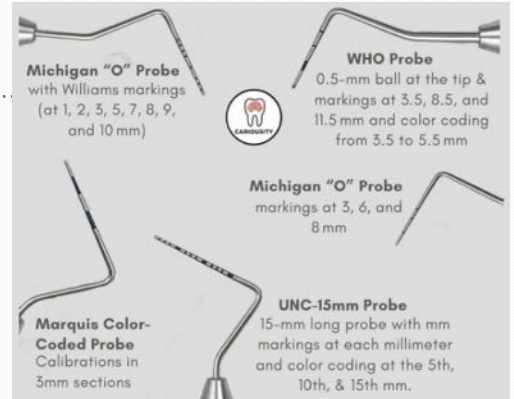 Michigan “O” Probe
with Williams markings
(at 1, 2, 3, 5, 7, 8, 9,
and 10 mm)
WHO Probe
0.5-mm ball at the tip &
markings at 3.5, 8.5, and
11.5 mm and color coding
from 3.5 to 5.5 mm
CARIOUSITY
Michigan “O” Probe
markings at 3, 6, and
8 mm
Marquis Color-
Coded Probe
Calibrations in
3mm sections
UNC-15mm Probe
15-mm long probe with mm
markings at each millimeter
and color coding at the 5th,
10th, & 15th mm.